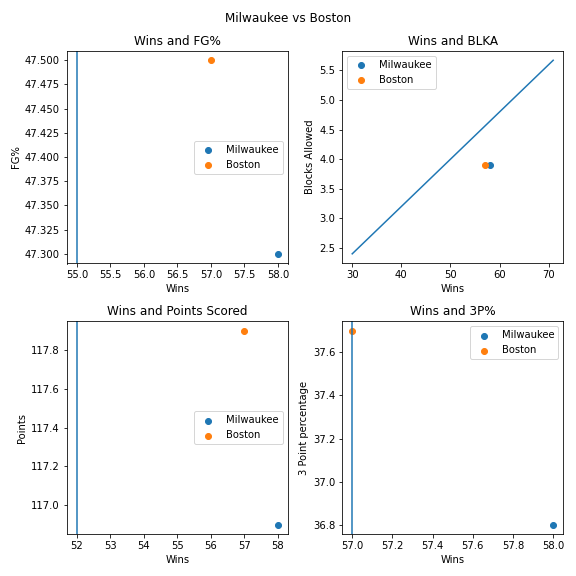 Milwaukee vs Boston
Wins and FG%
47.500
47.475
47.450
47.425
47.400
47.375
47.350
47.325
47.300
FG%
Milwaukee
Boston
55.0 55.5 56.0 56.5 57.0 57.5 58.0
Wins
Wins and BLKA
5.5
5.0
4.5
4.0
3.5
3.0
2.5
Blocks Allowed
Milwaukee
Boston
30 40 50 60 70
Wins
Wins and Points Scored
117.8
117.6
117.4
117.2
117.0
Points
Milwaukee
Boston
52 53 54 55 56 57 58
Wins
Wins and 3P%
37.6
37.4
37.2
37.0
36.8
3 Point percentage
Milwaukee
Boston
57.0 57.2 57.4 57.6 57.8 58.0
Wins